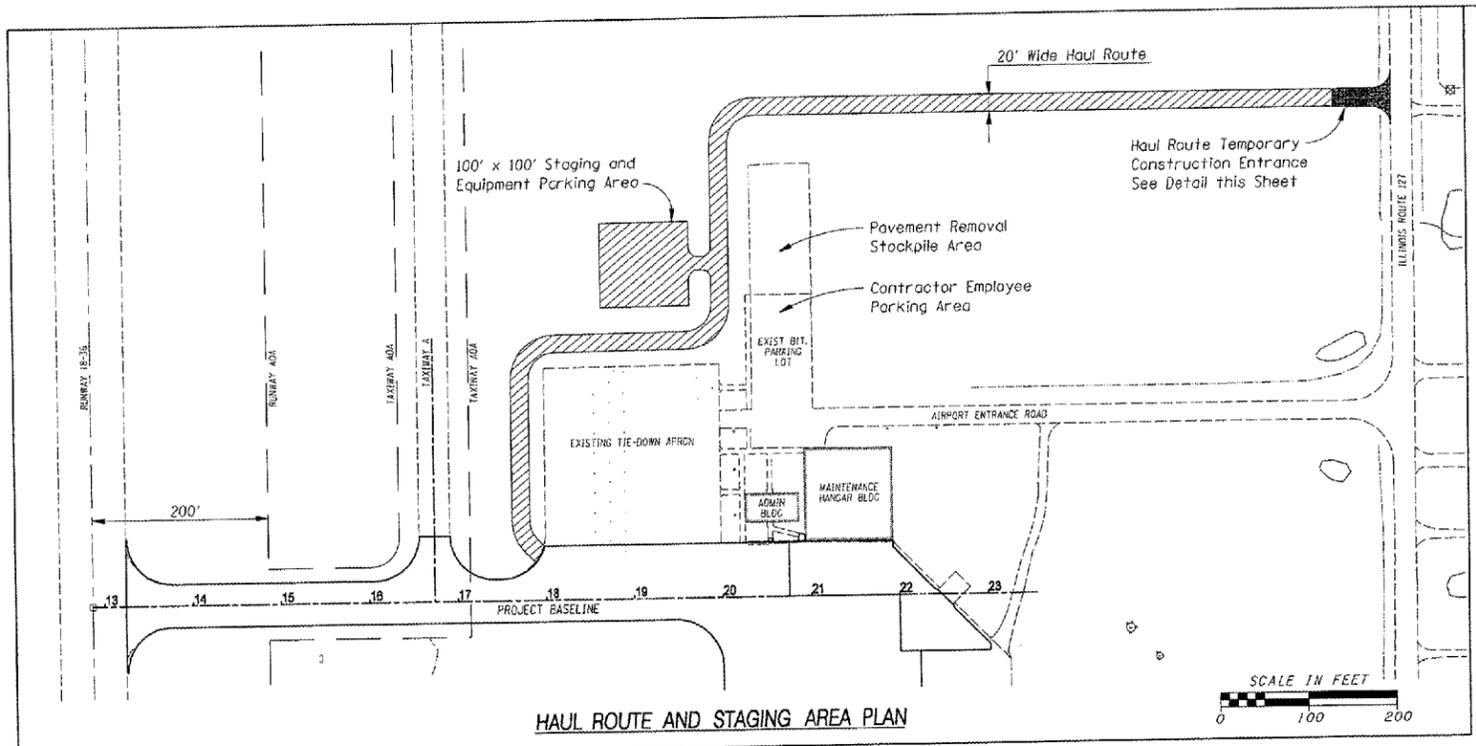 20' Wide Haul Route
Haul Route Temporary
Construction Entrance
See Detail this Sheet
100' x 100' Staging and
Equipment Parking Area
Pavement Removal
Stockpile Area
Contractor Employee
Parking Area
ILLINOIS ROUTE 127
RUNWAY 18-36
RUNWAY AOA
TAXIWAY AOA
TAXIWAY A
TAXIWAY AOA
EXIST BIT.
PARKING
LOT
AIRPORT ENTRANCE ROAD
EXISTING TIE-DOWN APRON
MAINTENANCE
HANGAR BLDG
ADMIN
BLDG
200'
13 14 15 16 17 18 19 20 21 22 23
PROJECT BASELINE
SCALE IN FEET
0 100 200
HAUL ROUTE AND STAGING AREA PLAN